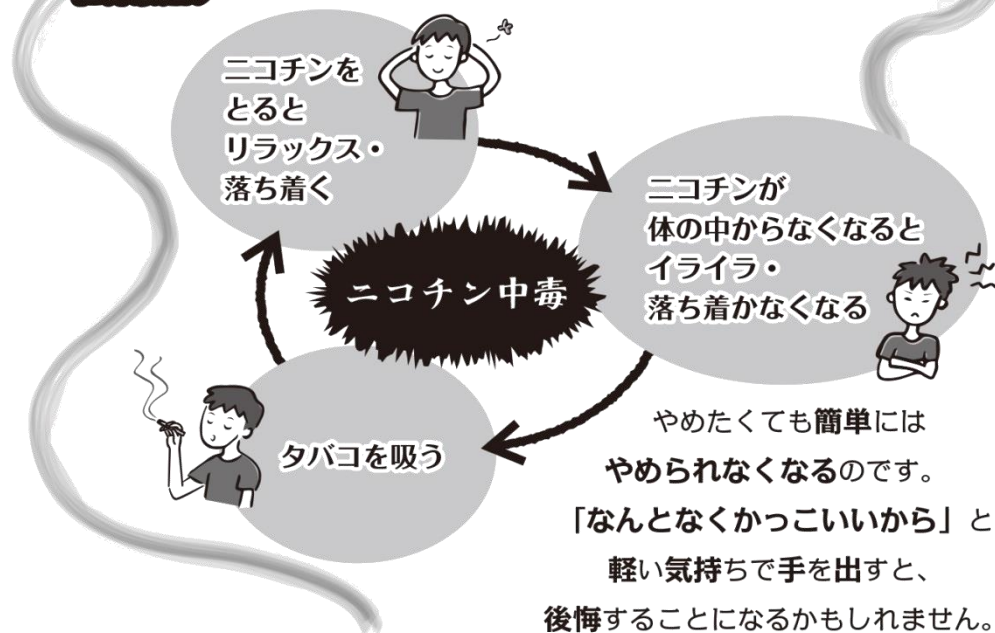 ニコチンを
とると
リラックス・
落ち着く
ニコチンが
体の中からなくなると
イライラ・
落ち着かなくなる
ニコチン中毒
タバコを吸う
やめたくても簡単には
やめられなくなるのです。
「なんとなくかっこいいから」と
軽い気持ちで手を出すと、
後悔することになるかもしれません。